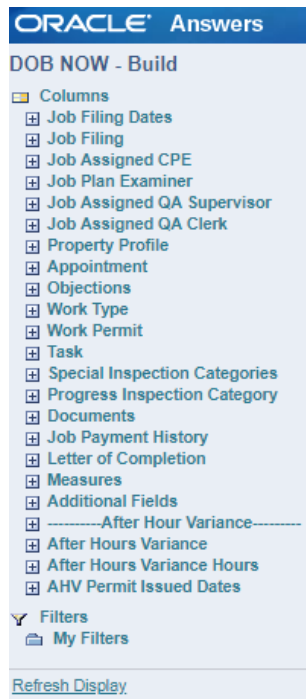 ORACLE' Answers
DOB NOW - Build
Columns
Job Filing Dates
Job Filing
Job Assigned CPE
Job Plan Examiner
Job Assigned QA Supervisor
Job Assigned QA Clerk
Property Profile
Appointment
Objections
Work Type
Work Permit
Task
Special Inspection Categories
Progress Inspection Category
Documents
Job Payment History
Letter of Completion
Measures
Additional Fields
----------After Hour Variance---------
After Hours Variance
After Hours Variance Hours
AHV Permit Issued Dates
Filters
My Filters
Refresh Display